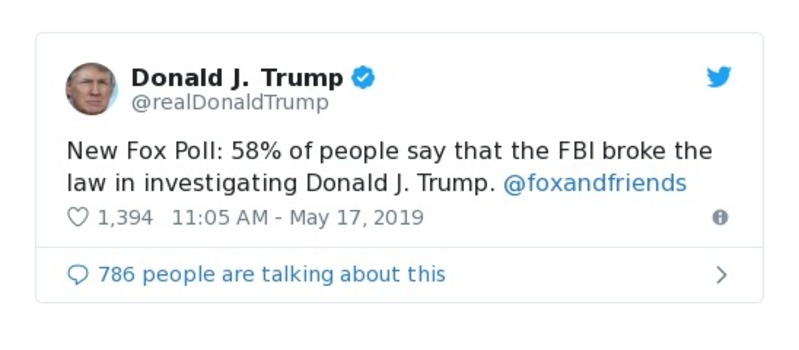 Donald J. Trump
@realDonaldTrump
New Fox Poll: 58% of people say that the FBI broke the
law in investigating Donald J. Trump. @foxandfriends
1,394 11:05 AM - May 17, 2019
786 people are talking about this